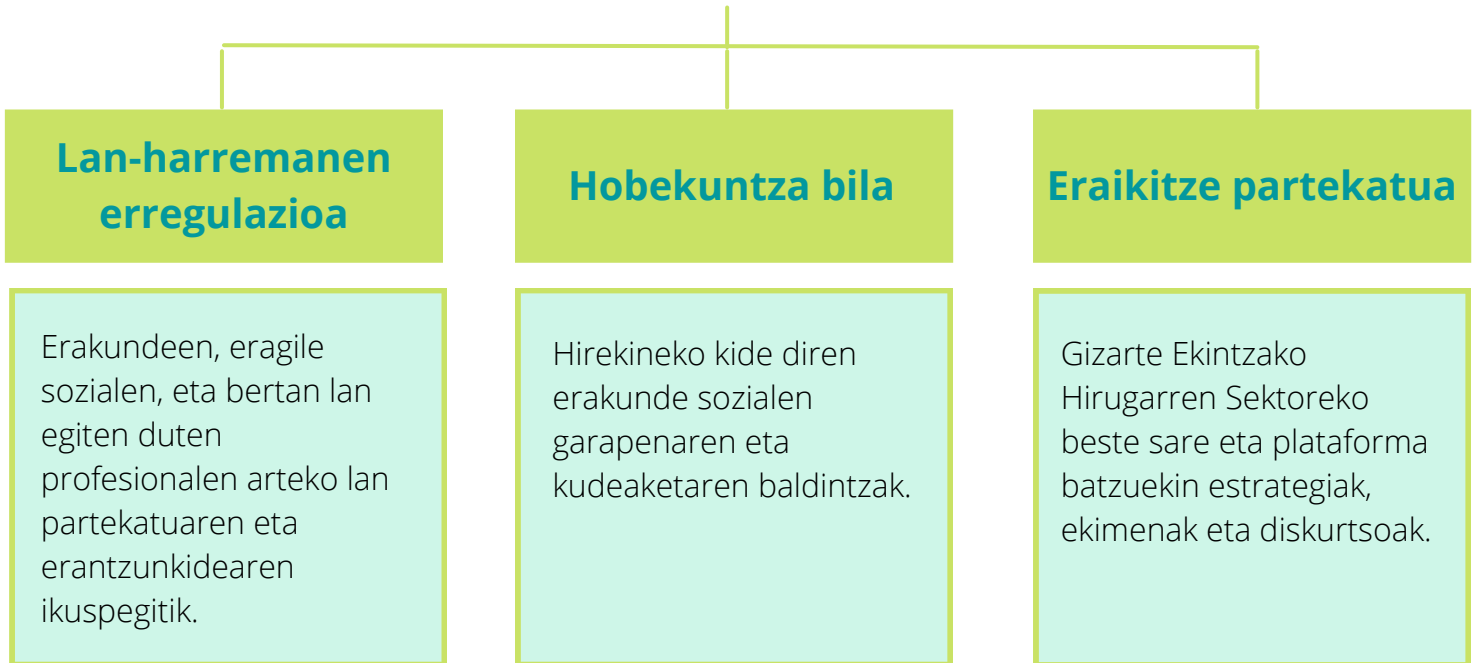 Lan-harremanen
erregulazioa
Erakundeen, eragile
sozialen, eta bertan lan
egiten duten
profesionalen arteko lan
partekatuaren eta
erantzunkidearen
ikuspegitik.
Hobekuntza bila
Hirekineko kide diren
erakunde sozialen
garapenaren eta
kudeaketaren baldintzak.
Eraikitze partekatua
Gizarte Ekintzako
Hirugarren Sektoreko
beste sare eta plataforma
batzuekin estrategiak,
ekimenak eta diskurtsoak.